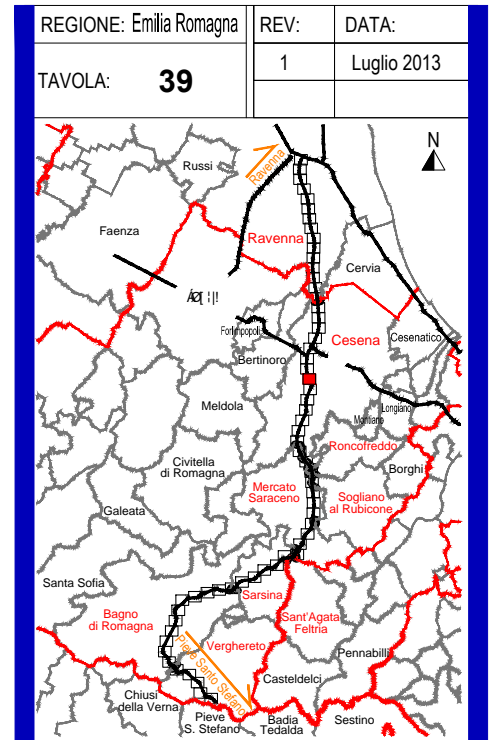 REGIONE: Emilia Romagna
REV:
DATA:
TAVOLA: 39
1
Luglio 2013
N
Russi
Ravenna
Faenza
Ravenna
Cervia
Forlimpopoli
Cesena
Cesenatico
Bertinoro
Meldola
Longiano
Montiano
Roncofreddo
Civitella
di Romagna
Borghi
Mercato
Saraceno
Sogliano
al Rubicone
Galeata
Santa Sofia
Sarsina
Bagno
di Romagna
Sant'Agata
Feltria
Verghereto
Pieve Santo Stefano
Pennabilli
Casteldelci
Chiusi
della Verna
Pieve
S. Stefano
Badia
Tedalda
Sestino